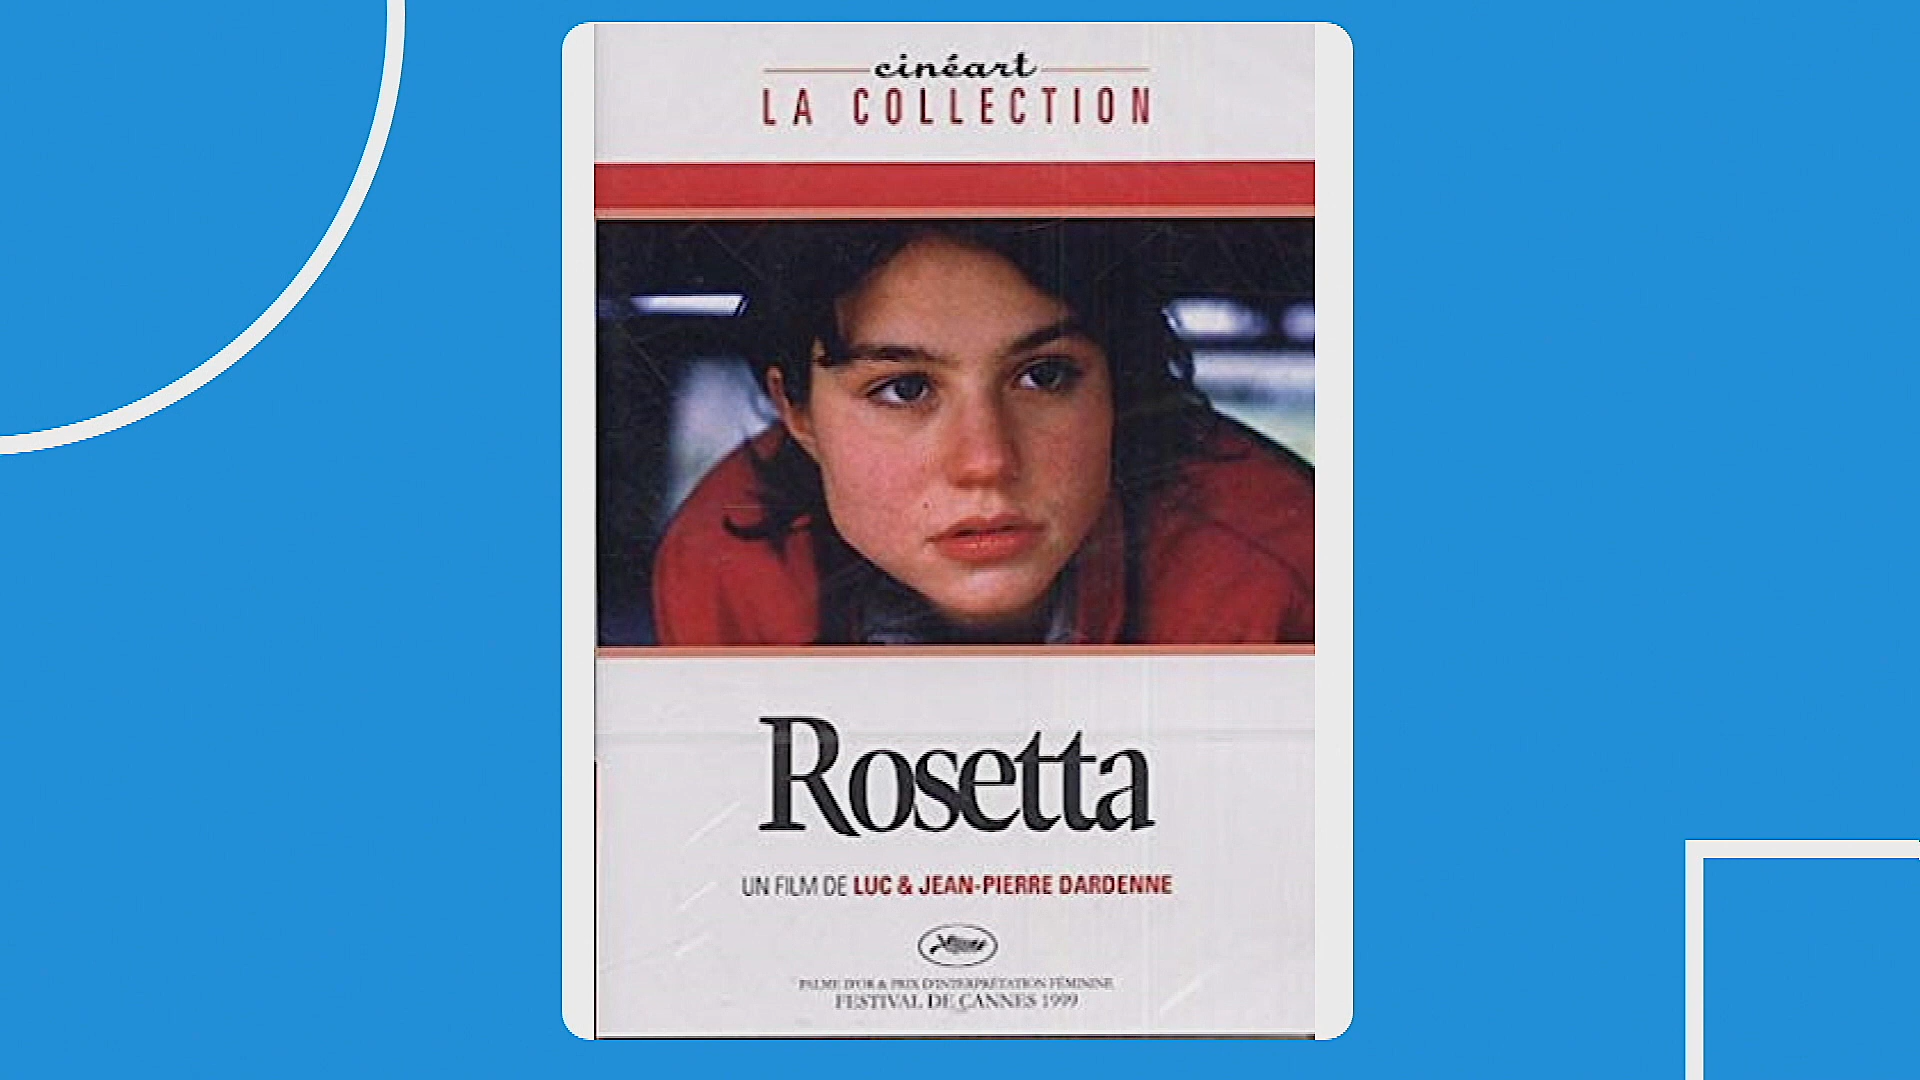 cinéart
LA COLLECTION
Rosetta
UN FILM DE LUC & JEAN-PIERRE DARDENNE
PALME D'OR & PRIX D'INTERPRÉTATION FÉMININE
FESTIVAL DE CANNES 1999